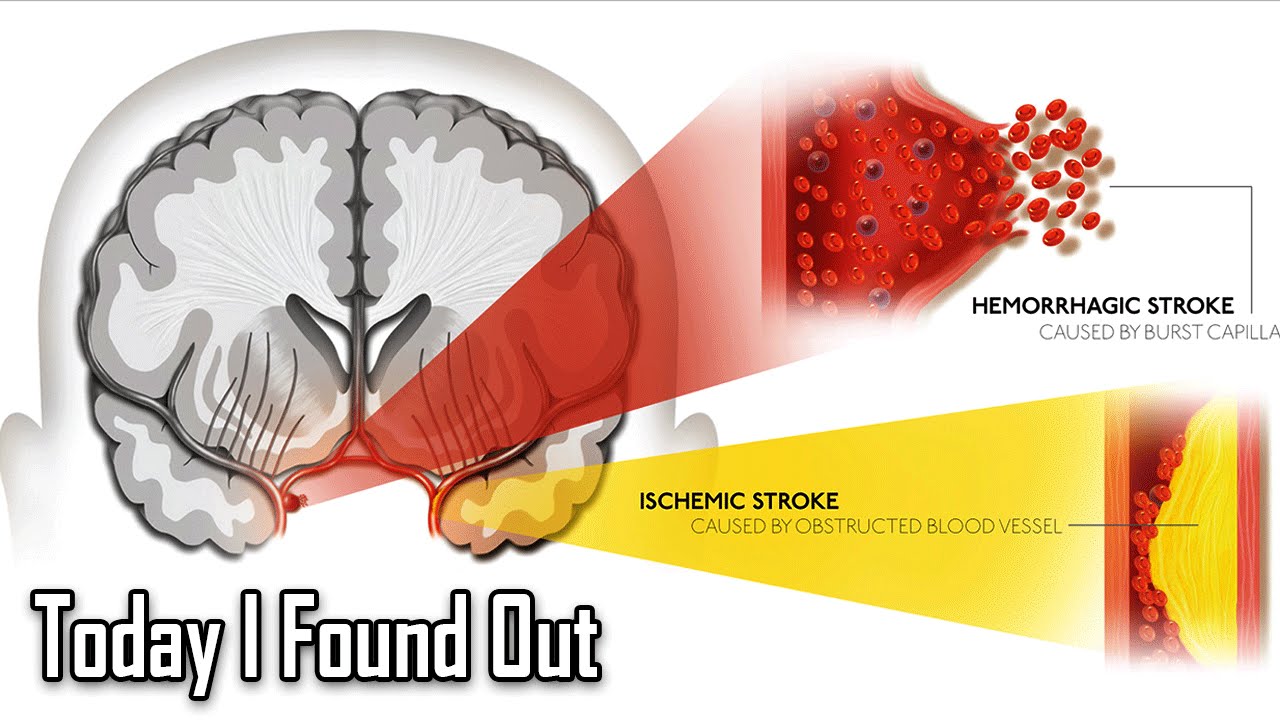 HEMORRHAGIC STROKE
CAUSED BY BURST CAPILLA
ISCHEMIC STROKE
CAUSED BY OBSTRUCTED BLOOD VESSEL
Today I Found Out